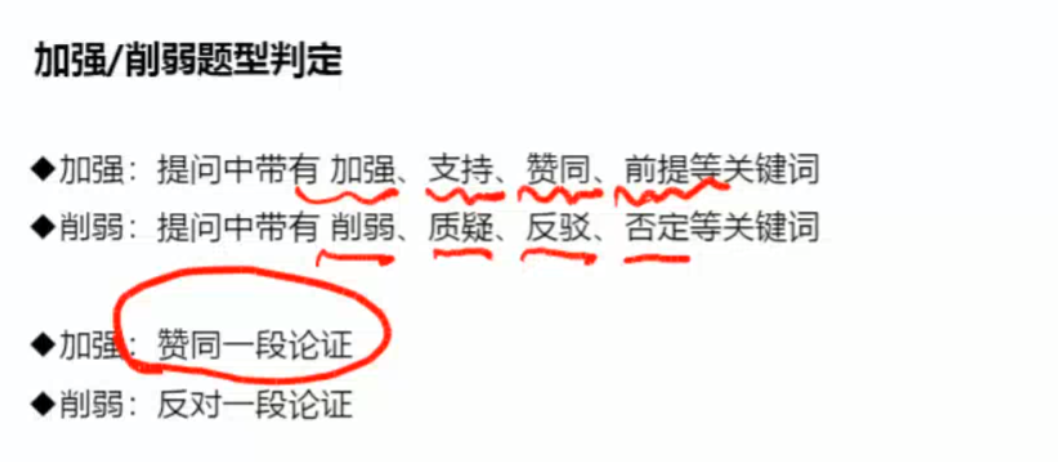 加强/削弱题型判定
◆加强：提问中带有 加强、支持、赞同、前提等关键词
◆削弱：提问中带有 削弱、质疑、反驳、否定等关键词
◆加强：赞同一段论证
◆削弱：反对一段论证